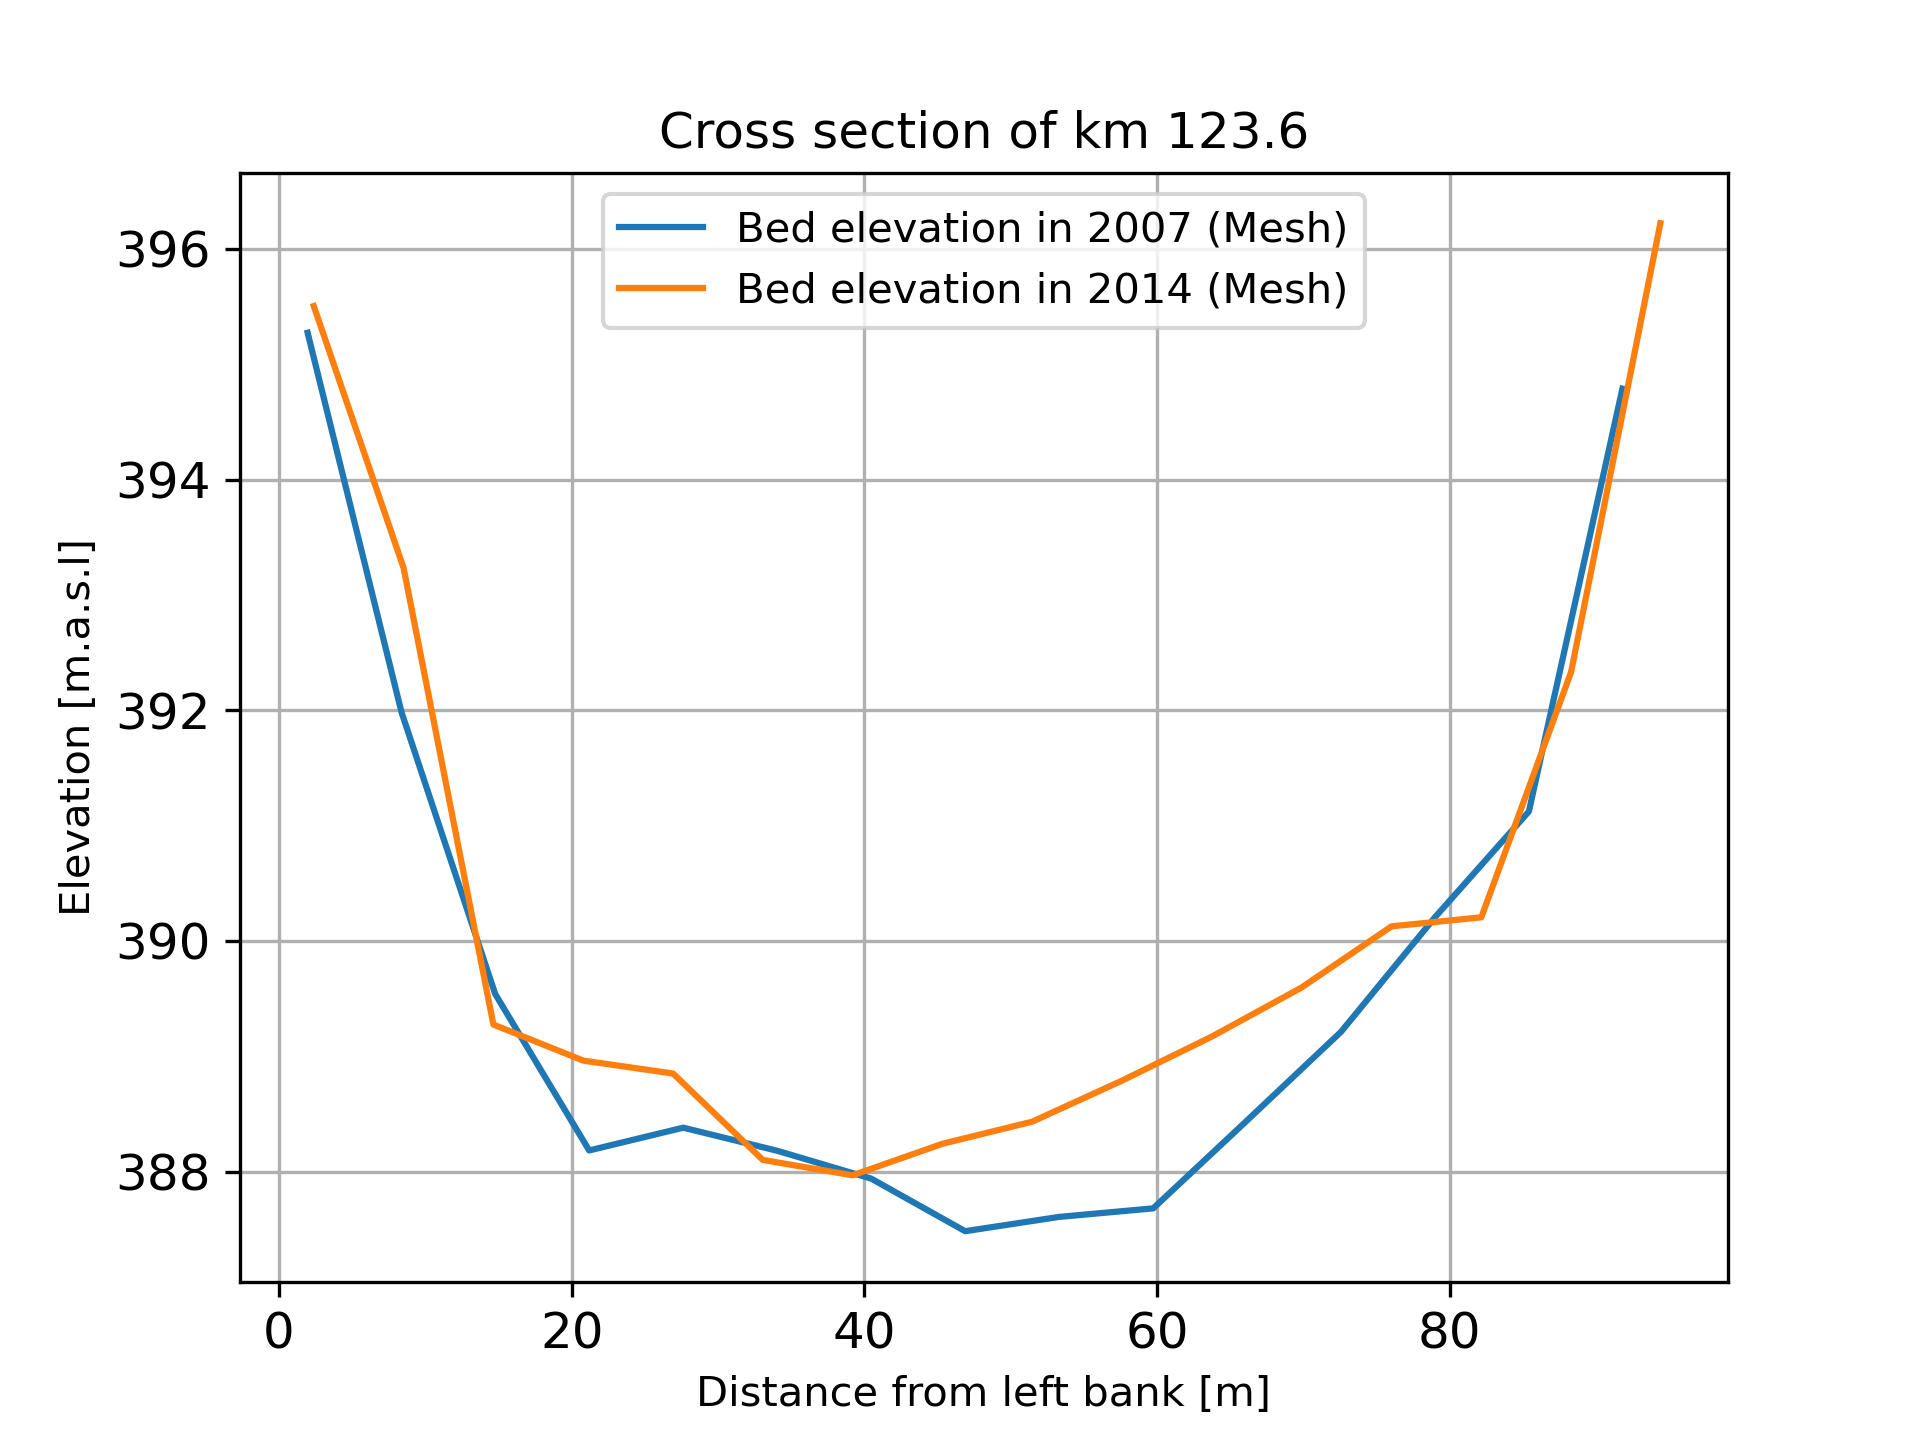 Cross section of km 123.6
Bed elevation in 2007 (Mesh)
Bed elevation in 2014 (Mesh)
396
394
392
390
388
Elevation [m.a.s.l]
0 20 40 60 80
Distance from left bank [m]